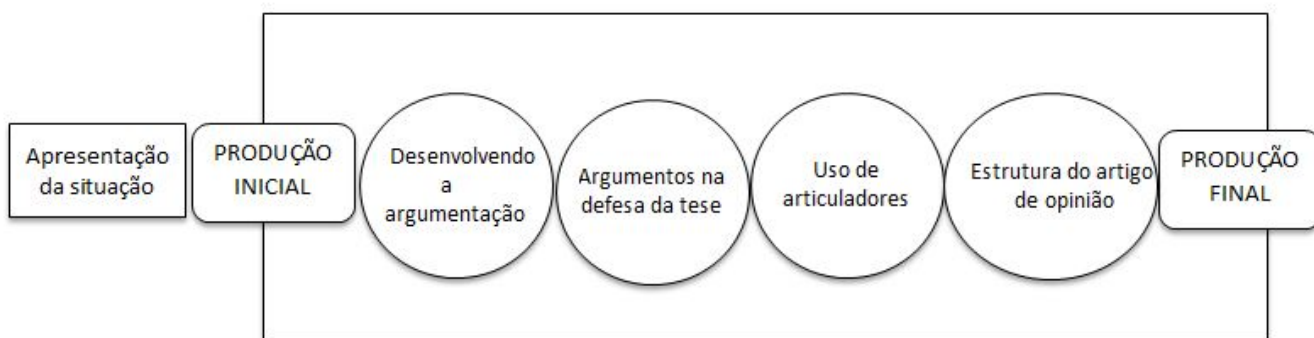 Apresentação
da situação
PRODUÇÃO
INICIAL
Desenvolvendo
a
argumentação
Argumentos na
defesa da tese
Uso de
articuladores
Estrutura do artigo
de opinião
PRODUÇÃO
FINAL